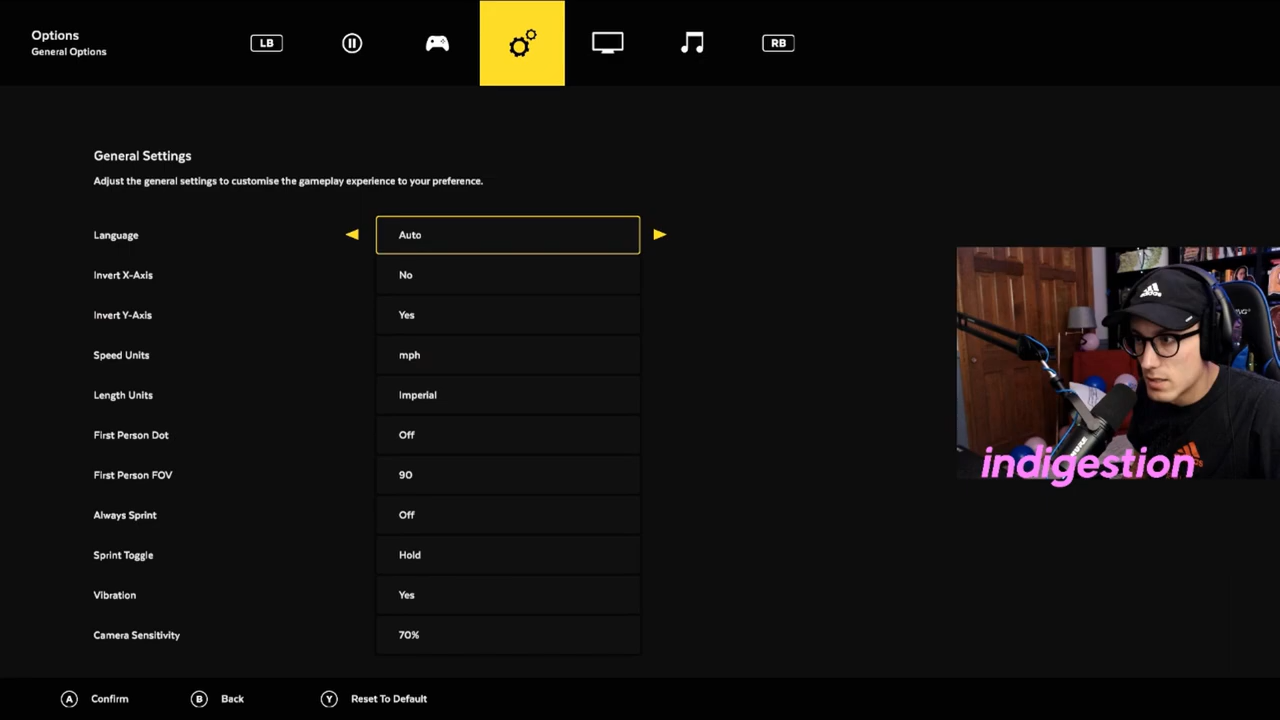 Options
General Options
LB
RB
General Settings
Adjust the general settings to customise the gameplay experience to your preference.
Language Auto
Invert X-Axis No
Invert Y-Axis Yes
Speed Units mph
Length Units Imperial
First Person Dot Off
First Person FOV 90
Always Sprint Off
Sprint Toggle Hold
Vibration Yes
Camera Sensitivity 70%
adidas
SHURE
indigestion
A Confirm
B Back
Y Reset To Default